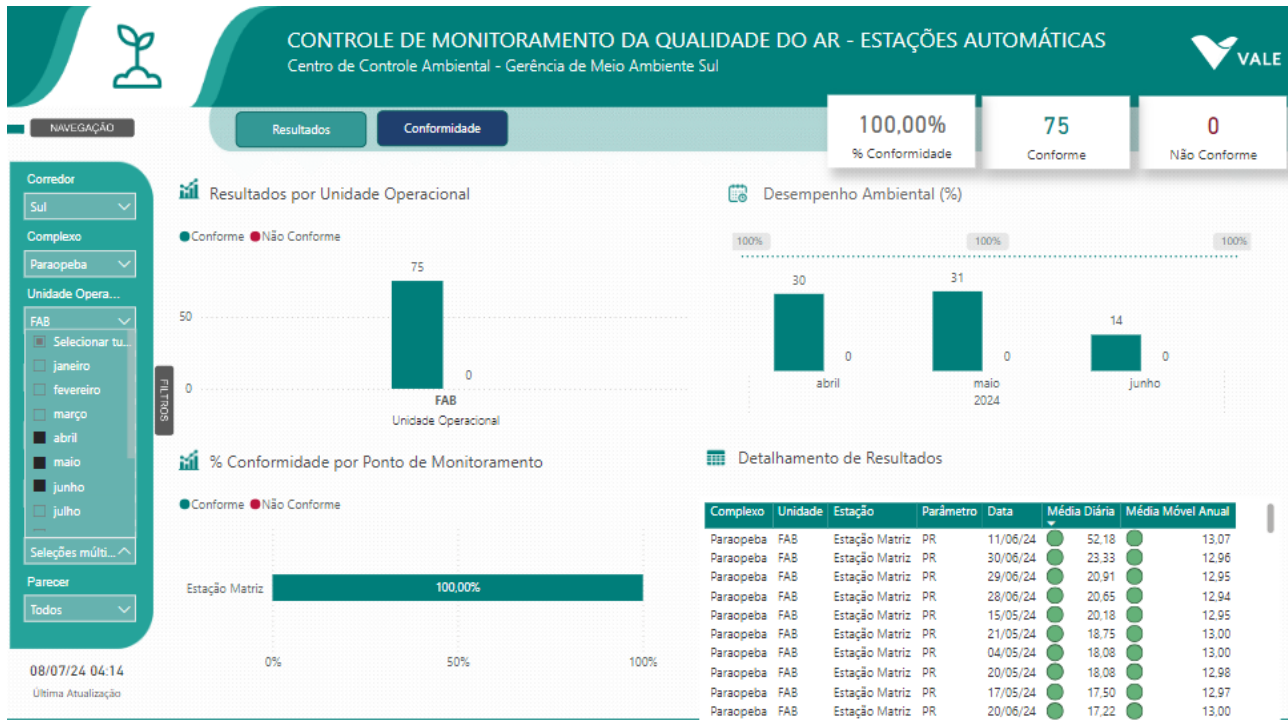 CONTROLE DE MONITORAMENTO DA QUALIDADE DO AR - ESTAÇÕES AUTOMÁTICAS
Centro de Controle Ambiental - Gerência de Meio Ambiente Sul
VALE
NAVEGAÇÃO
Resultados
Conformidade
100,00%
% Conformidade
75
Conforme
0
Não Conforme
Corredor
Sul
Complexo
Paraopeba
Unidade Opera...
FAB
Selecionar tu...
janeiro
fevereiro
março
abril
maio
junho
julho
Seleções múlti...
Parecer
Todos
08/07/24 04:14
Última Atualização
FILTROS
Resultados por Unidade Operacional
Conforme Não Conforme
75
50
0
0
FAB
Unidade Operacional
Desempenho Ambiental (%)
100% 100% 100%
30 31 14
0 0 0
abril maio junho
2024
% Conformidade por Ponto de Monitoramento
Conforme Não Conforme
Estação Matriz 100,00%
0% 50% 100%
Detalhamento de Resultados
Complexo Unidade Estação Parâmetro Data Média Diária Média Móvel Anual
Paraopeba FAB Estação Matriz PR 11/06/24 52,18 13,07
Paraopeba FAB Estação Matriz PR 30/06/24 23,33 12,96
Paraopeba FAB Estação Matriz PR 29/06/24 20,91 12,95
Paraopeba FAB Estação Matriz PR 28/06/24 20,65 12,94
Paraopeba FAB Estação Matriz PR 15/05/24 20,18 12,95
Paraopeba FAB Estação Matriz PR 21/05/24 18,75 13,00
Paraopeba FAB Estação Matriz PR 04/05/24 18,08 13,00
Paraopeba FAB Estação Matriz PR 20/05/24 18,08 12,98
Paraopeba FAB Estação Matriz PR 17/05/24 17,50 12,97
Paraopeba FAB Estação Matriz PR 20/06/24 17,22 13,00